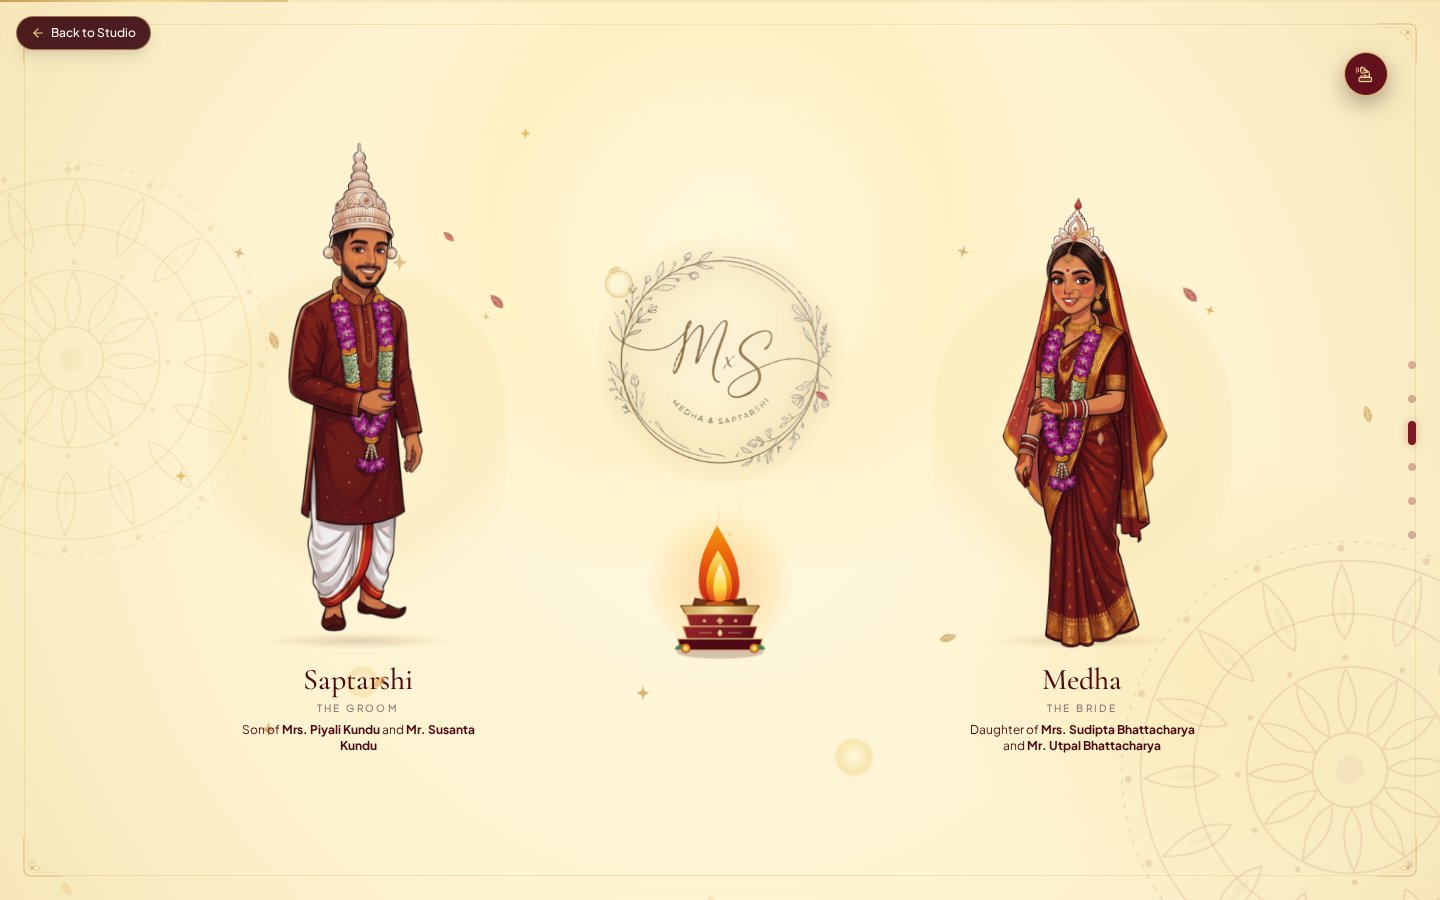 Back to Studio
M x S
MEDHA & SAPTARSHI
Saptarshi
THE GROOM
Son of Mrs. Piyali Kundu and Mr. Susanta
Kundu
Medha
THE BRIDE
Daughter of Mrs. Sudipta Bhattacharya
and Mr. Utpal Bhattacharya